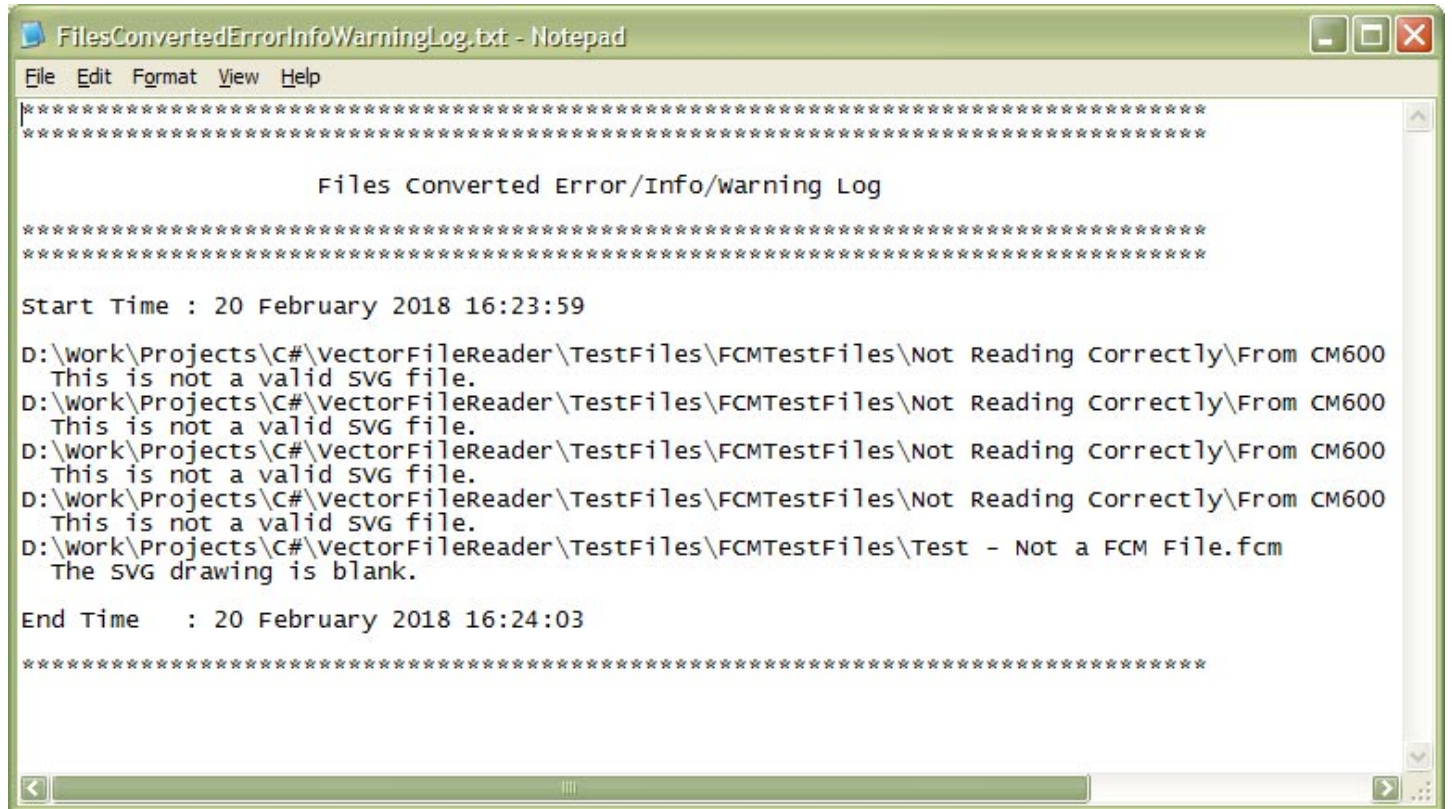 FilesConvertedErrorInfoWarningLog.txt - Notepad
File Edit Format View Help
********************************************************************************
********************************************************************************
Files Converted Error/Info/Warning Log
********************************************************************************
********************************************************************************
Start Time : 20 February 2018 16:23:59
D:\Work\Projects\C#\VectorFileReader\TestFiles\FCMTestFiles\Not Reading Correctly\From CM600
This is not a valid SVG file.
D:\Work\Projects\C#\VectorFileReader\TestFiles\FCMTestFiles\Not Reading Correctly\From CM600
This is not a valid SVG file.
D:\Work\Projects\C#\VectorFileReader\TestFiles\FCMTestFiles\Not Reading Correctly\From CM600
This is not a valid SVG file.
D:\Work\Projects\C#\VectorFileReader\TestFiles\FCMTestFiles\Not Reading Correctly\From CM600
This is not a valid SVG file.
D:\Work\Projects\C#\VectorFileReader\TestFiles\FCMTestFiles\Test - Not a FCM File.fcm
The SVG drawing is blank.
End Time   : 20 February 2018 16:24:03
********************************************************************************